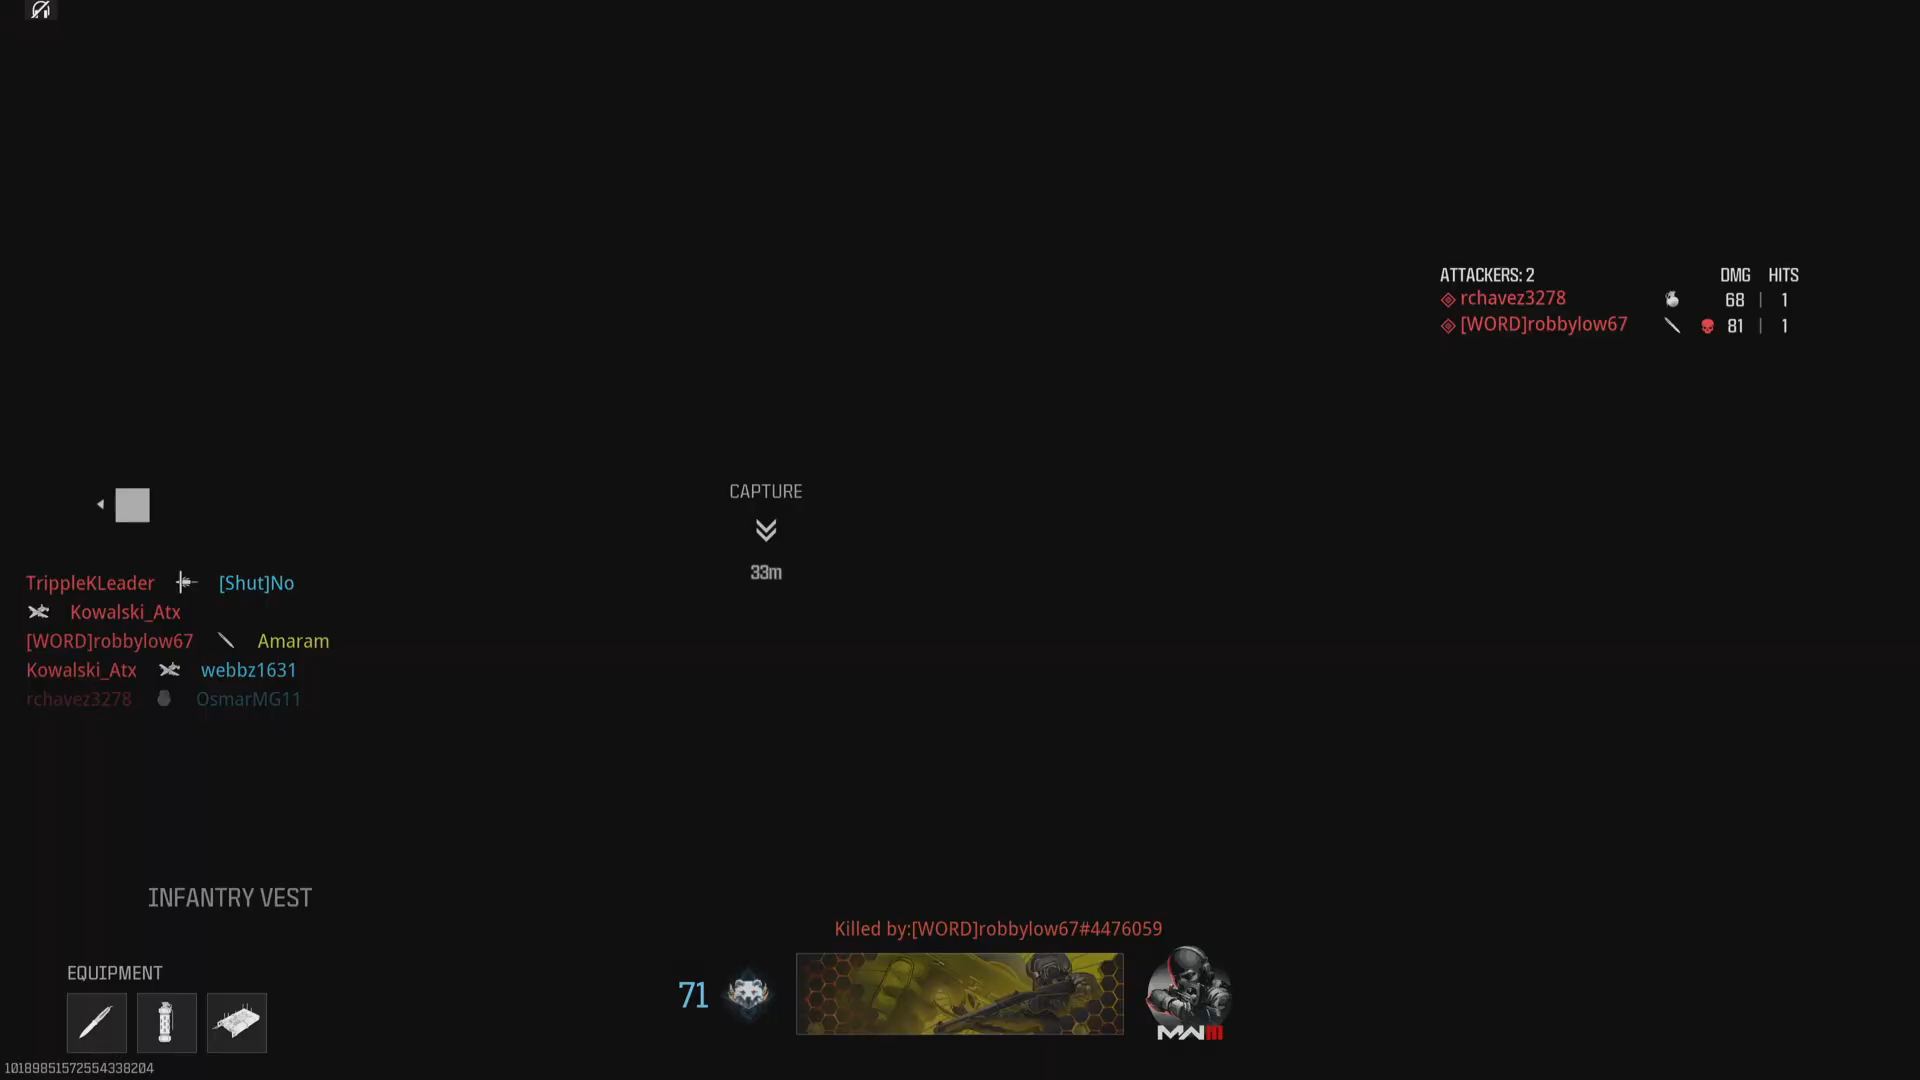 ATTACKERS: 2 DMG HITS
rchavez3278 68 | 1
[WORD]robbylow67 81 | 1
CAPTURE
33m
TrippleKLeader [Shut]No
Kowalski_Atx
[WORD]robbylow67 Amaram
Kowalski_Atx webbz1631
rchavez3278 OsmarMG11
INFANTRY VEST
EQUIPMENT
Killed by:[WORD]robbylow67#4476059
71
MWIII
10189851572554338204